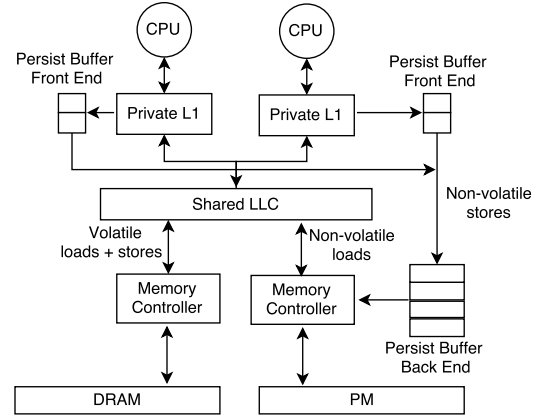 CPU
CPU
Persist Buffer
Front End
Persist Buffer
Front End
Private L1
Private L1
Shared LLC
Non-volatile
stores
Volatile
loads + stores
Non-volatile
loads
Memory
Controller
Memory
Controller
Persist Buffer
Back End
DRAM
PM